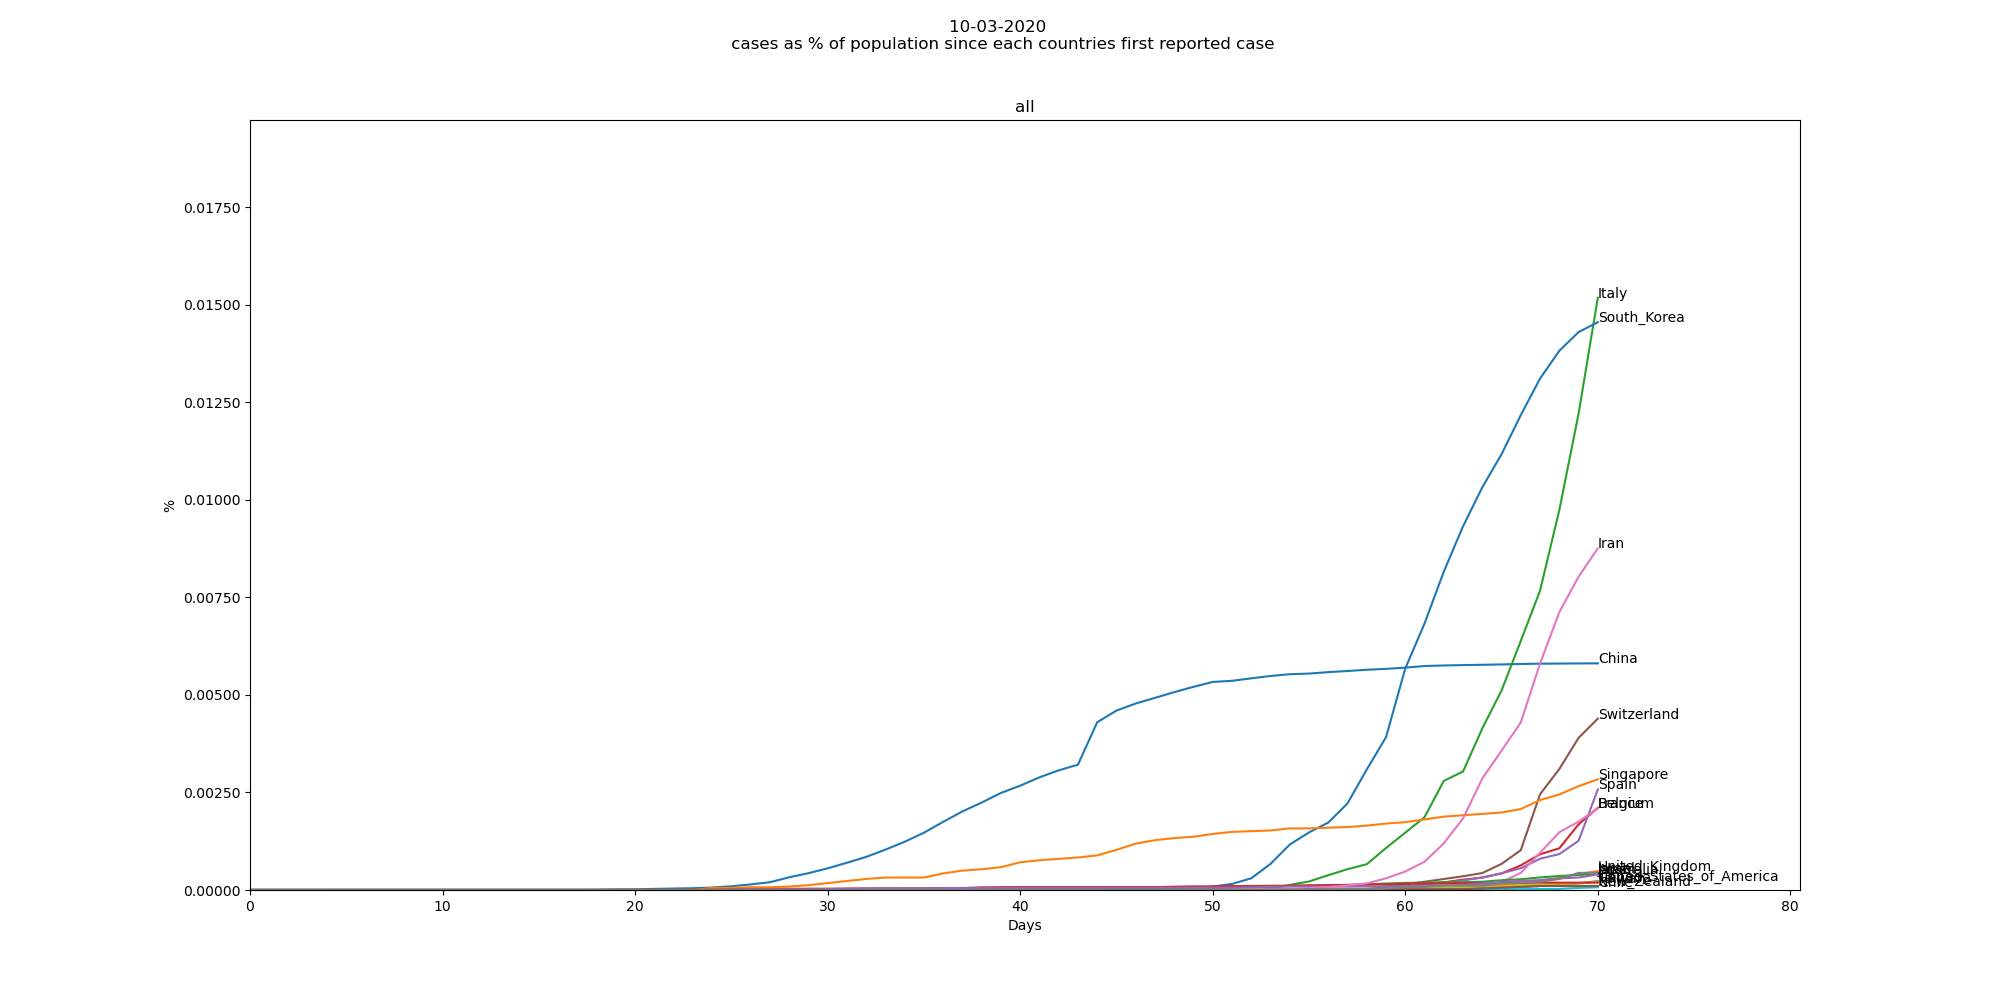 10-03-2020
cases as % of population since each countries first reported case
all
0.01750
0.01500
0.01250
0.01000
0.00750
0.00500
0.00250
0.00000
%
0
10
20
30
40
50
60
70
80
Days
Italy
South_Korea
Iran
China
Switzerland
Singapore
Spain
Belgium
United_Kingdom
United_States_of_America
New_Zealand